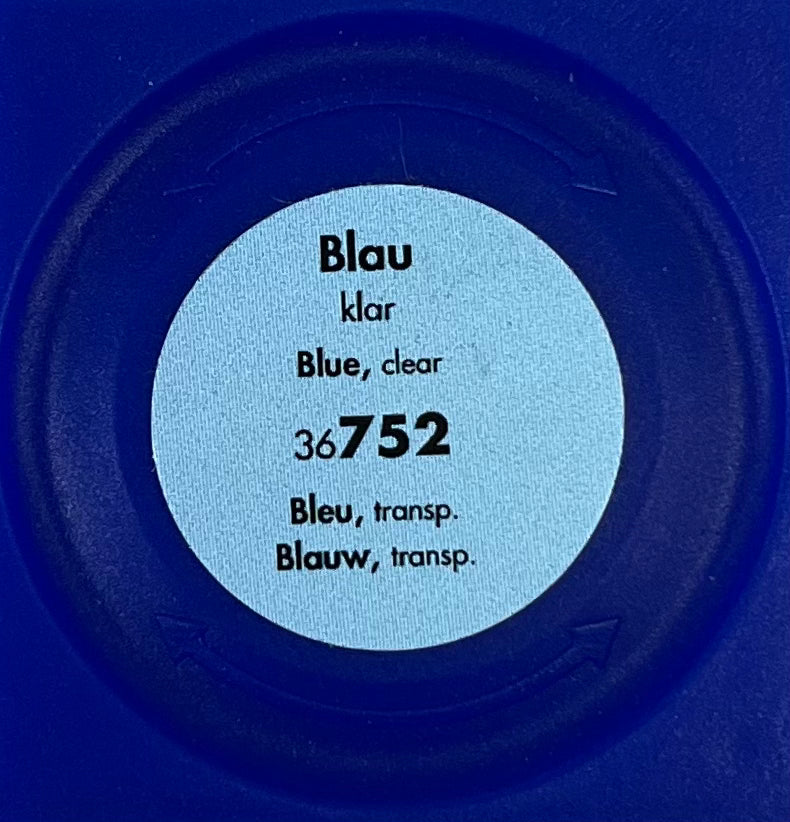 Blau
klar
Blue, clear
36752
Bleu, transp.
Blauw, transp.